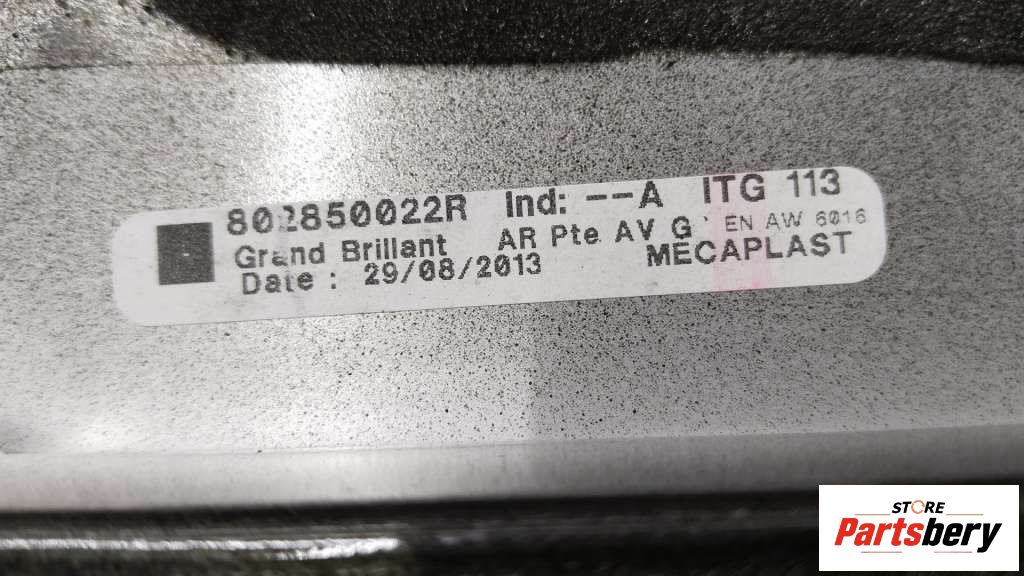 802850022R Ind: --A ITG 113
Grand Brillant AR Pte AV G EN AW 6016
Date : 29/08/2013 MECAPLAST
STORE
Partsbery